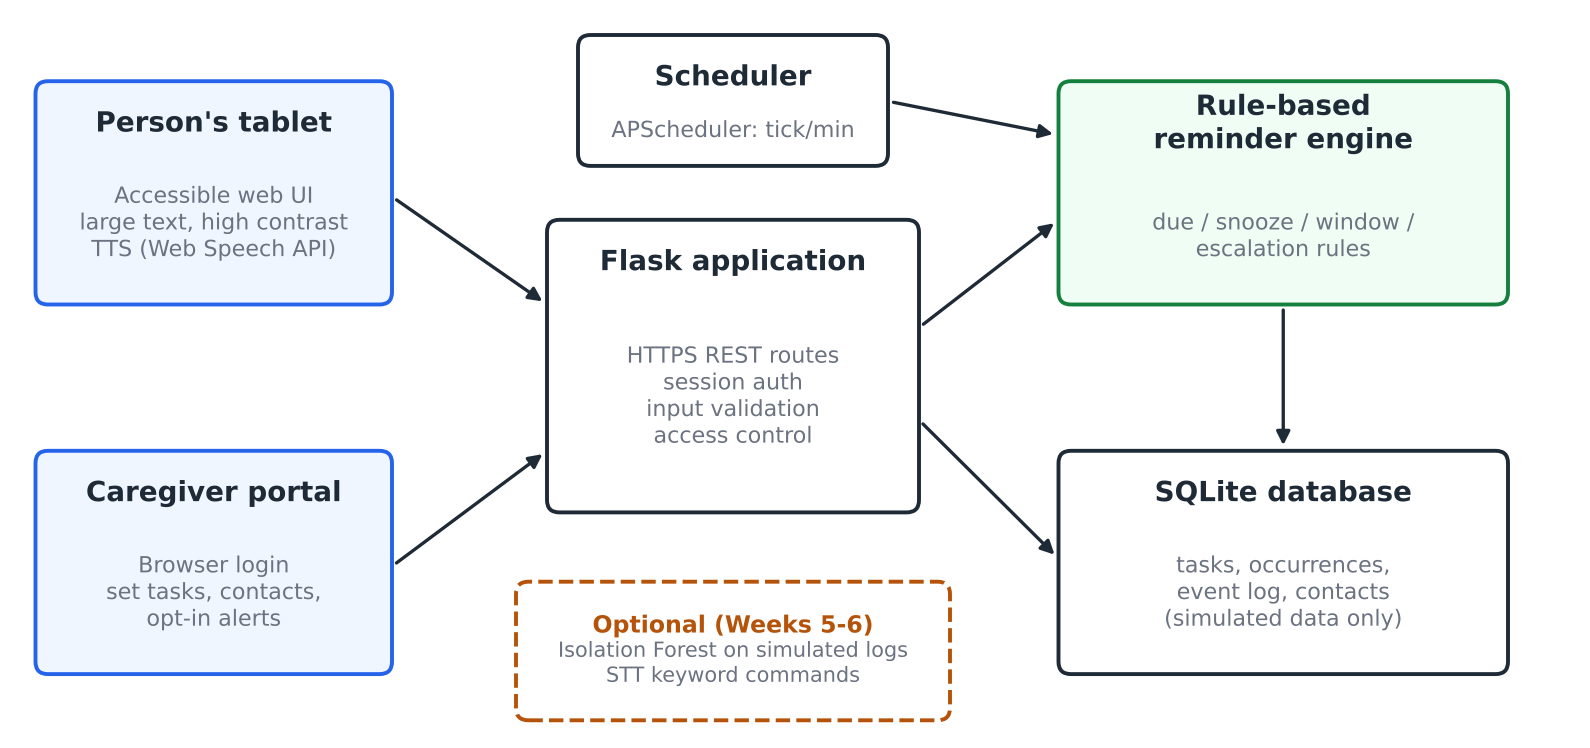 Scheduler
APScheduler: tick/min
Person's tablet
Accessible web UI
large text, high contrast
TTS (Web Speech API)
Rule-based
reminder engine
due / snooze / window /
escalation rules
Flask application
HTTPS REST routes
session auth
input validation
access control
Caregiver portal
Browser login
set tasks, contacts,
opt-in alerts
SQLite database
tasks, occurrences,
event log, contacts
(simulated data only)
Optional (Weeks 5-6)
Isolation Forest on simulated logs
STT keyword commands